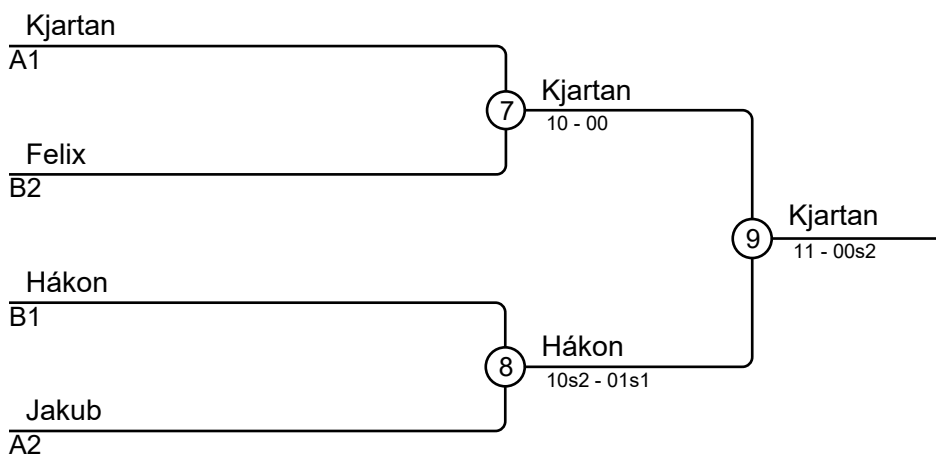 Kjartan
A1
7
Kjartan
10 - 00
Felix
B2
9
Kjartan
11 - 00s2
Hákon
B1
8
Hákon
10s2 - 01s1
Jakub
A2